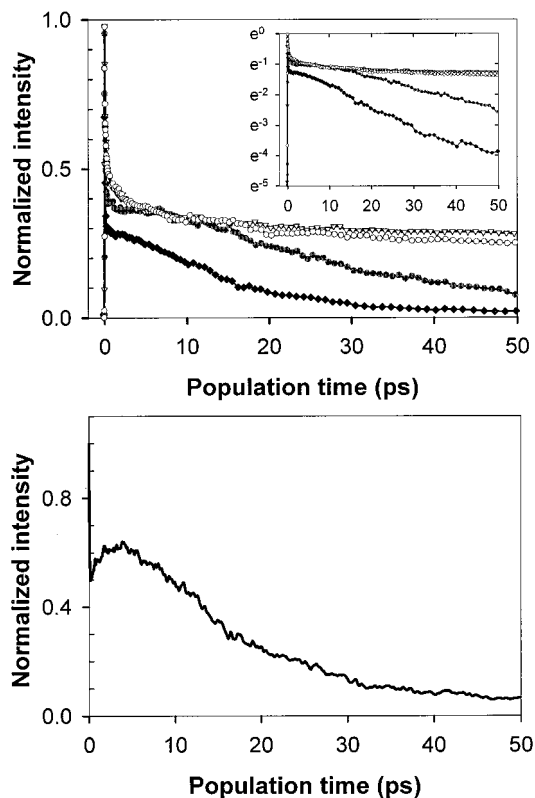 1.0
e0
e-1
e-2
e-3
e-4
e-5
0 10 20 30 40 50
0.5
0.0
Normalized intensity
0 10 20 30 40 50
Population time (ps)
0.8
0.4
0.0
Normalized intensity
0 10 20 30 40 50
Population time (ps)